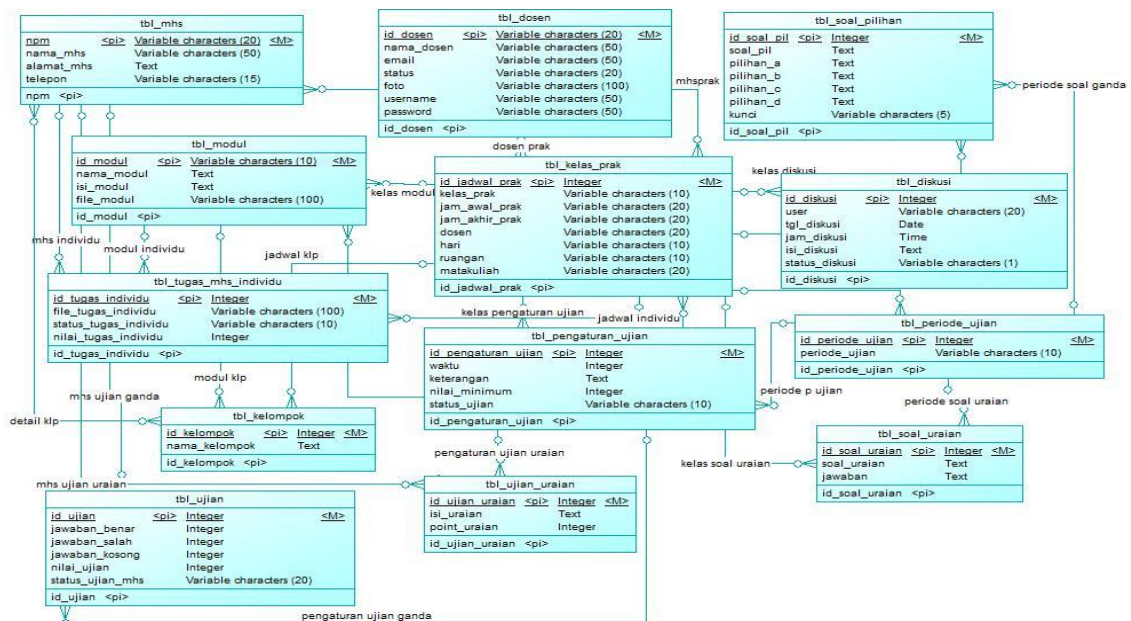 tbl_mhs
npm <pi> Variable characters (20) <M>
nama_mhs Variable characters (50)
alamat_mhs Text
telepon Variable characters (15)
npm <pi>
tbl_dosen
id_dosen <pi> Variable characters (20) <M>
nama_dosen Variable characters (50)
email Variable characters (50)
status Variable characters (20)
foto Variable characters (100)
username Variable characters (50)
password Variable characters (50)
id_dosen <pi>
tbl_soal_pilihan
id_soal_pil <pi> Integer <M>
soal_pil Text
pilihan_a Text
pilihan_b Text
pilihan_c Text
pilihan_d Text
kunci Variable characters (5)
id_soal_pil <pi>
mhsprak
periode soal ganda
dosen prak
tbl_modul
id_modul <pi> Variable characters (10) <M>
nama_modul Text
isi_modul Text
file_modul Variable characters (100)
id_modul <pi>
kelas modul
tbl_kelas_prak
id_jadwal_prak <pi> Integer <M>
kelas_prak Variable characters (10)
jam_awal_prak Variable characters (20)
jam_akhir_prak Variable characters (20)
dosen Variable characters (20)
hari Variable characters (10)
ruangan Variable characters (10)
matakuliah Variable characters (20)
id_jadwal_prak <pi>
kelas diskusi
tbl_diskusi
id_diskusi <pi> Integer <M>
user Variable characters (20)
tgl_diskusi Date
jam_diskusi Time
isi_diskusi Text
status_diskusi Variable characters (1)
id_diskusi <pi>
mhs individu
modul individu
jadwal klp
tbl_tugas_mhs_individu
id_tugas_individu <pi> Integer <M>
file_tugas_individu Variable characters (100)
status_tugas_individu Variable characters (10)
nilai_tugas_individu Integer
id_tugas_individu <pi>
kelas pengaturan ujian
jadwal individu
tbl_pengaturan_ujian
id_pengaturan_ujian <pi> Integer <M>
waktu Integer
keterangan Text
nilai_minimum Integer
status_ujian Variable characters (10)
id_pengaturan_ujian <pi>
tbl_periode_ujian
id_periode_ujian <pi> Integer <M>
periode_ujian Variable characters (10)
id_periode_ujian <pi>
periode p ujian
periode soal uraian
modul klp
mhs ujian ganda
detail klp
tbl_kelompok
id_kelompok <pi> Integer <M>
nama_kelompok Text
id_kelompok <pi>
pengaturan ujian uraian
kelas soal uraian
tbl_soal_uraian
id_soal_uraian <pi> Integer <M>
soal_uraian Text
jawaban Text
id_soal_uraian <pi>
mhs ujian uraian
tbl_ujian_uraian
id_ujian_uraian <pi> Integer <M>
isi_uraian Text
point_uraian Integer
id_ujian_uraian <pi>
tbl_ujian
id_ujian <pi> Integer <M>
jawaban_benar Integer
jawaban_salah Integer
jawaban_kosong Integer
nilai_ujian Integer
status_ujian_mhs Variable characters (20)
id_ujian <pi>
pengaturan ujian ganda